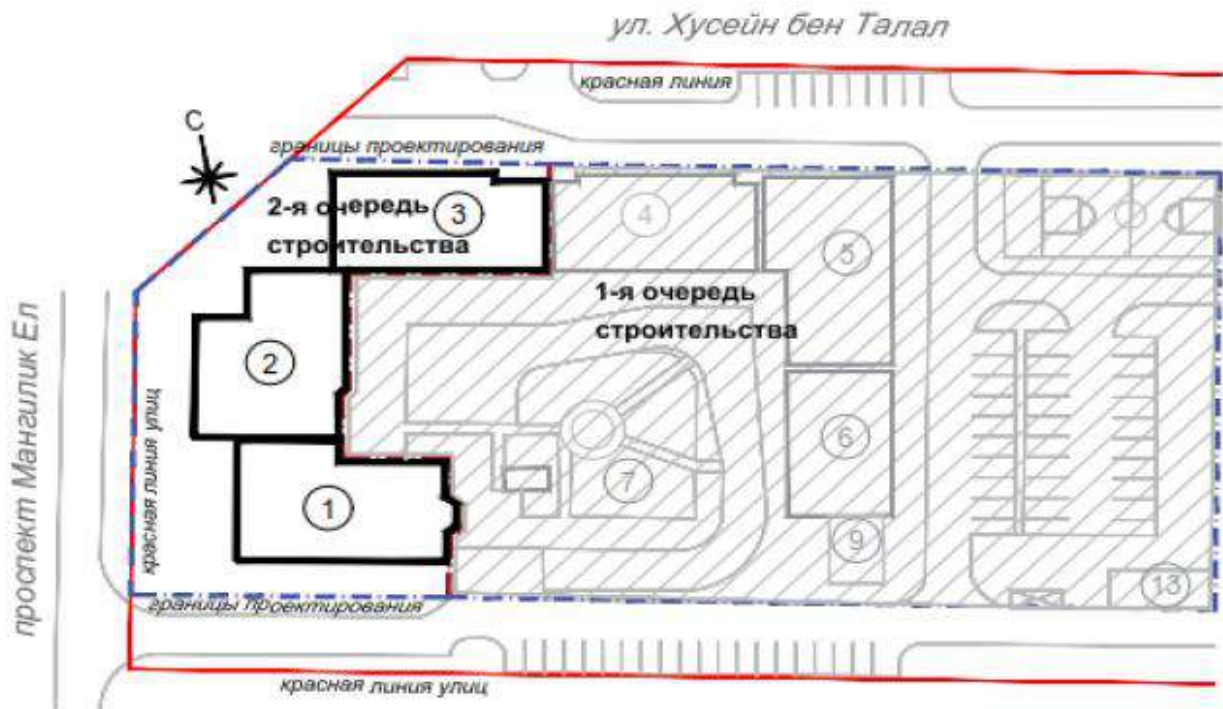 ул. Хусейн бен Талал
красная линия
С
границы проектирования
2-я очередь
строительства
3
4
5
1-я очередь
строительства
2
6
проспект Мангилик Ел
красная линия улиц
7
1
9
13
границы проектирования
красная линия улиц